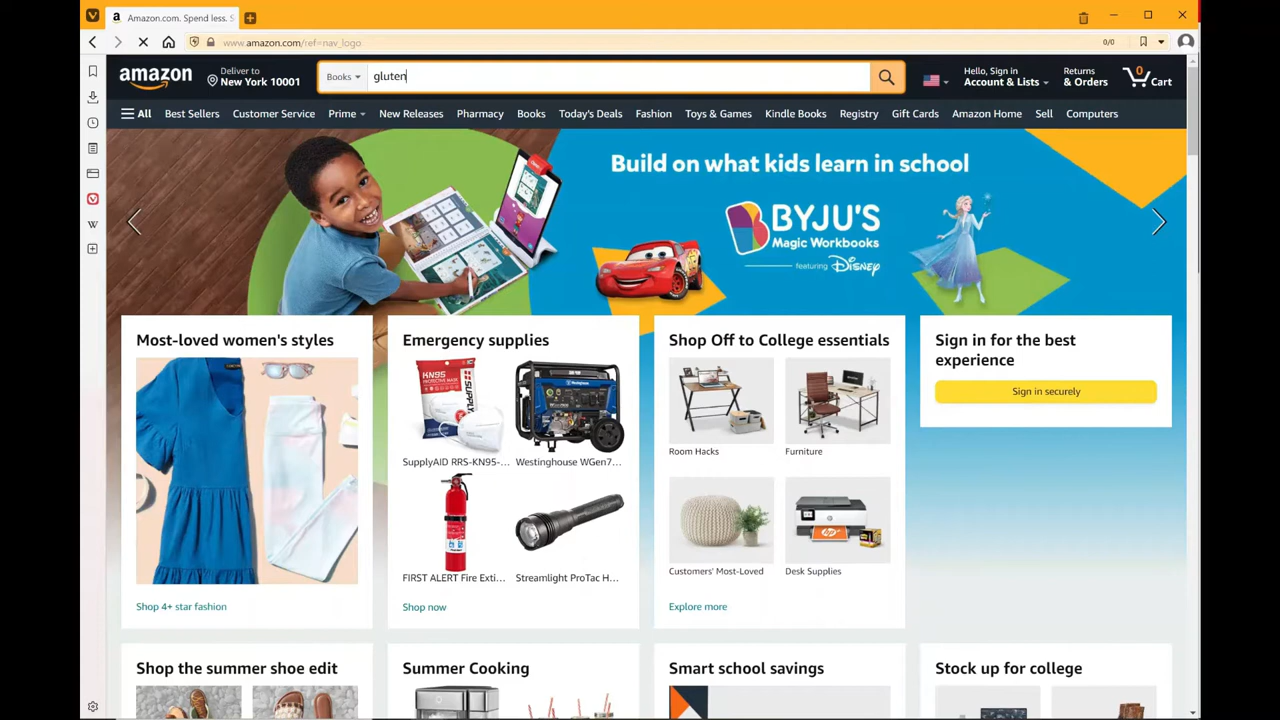 Amazon.com. Spend less. S
www.amazon.com/ref=nav_logo
0/0
amazon
Deliver to
New York 10001
Books
gluten
Hello, Sign in
Account & Lists
Returns
& Orders
0
Cart
All
Best Sellers
Customer Service
Prime
New Releases
Pharmacy
Books
Today's Deals
Fashion
Toys & Games
Kindle Books
Registry
Gift Cards
Amazon Home
Sell
Computers
Build on what kids learn in school
BYJU'S
Magic Workbooks
featuring Disney
Most-loved women's styles
Shop 4+ star fashion
Emergency supplies
KN95
SUPPLY
SupplyAID RRS-KN95-...
Westinghouse WGen7...
FIRST ALERT Fire Exti...
Streamlight ProTac H...
Shop now
Shop Off to College essentials
Room Hacks
Furniture
hp
Customers' Most-Loved
Desk Supplies
Explore more
Sign in for the best
experience
Sign in securely
Shop the summer shoe edit
Summer Cooking
Smart school savings
Stock up for college